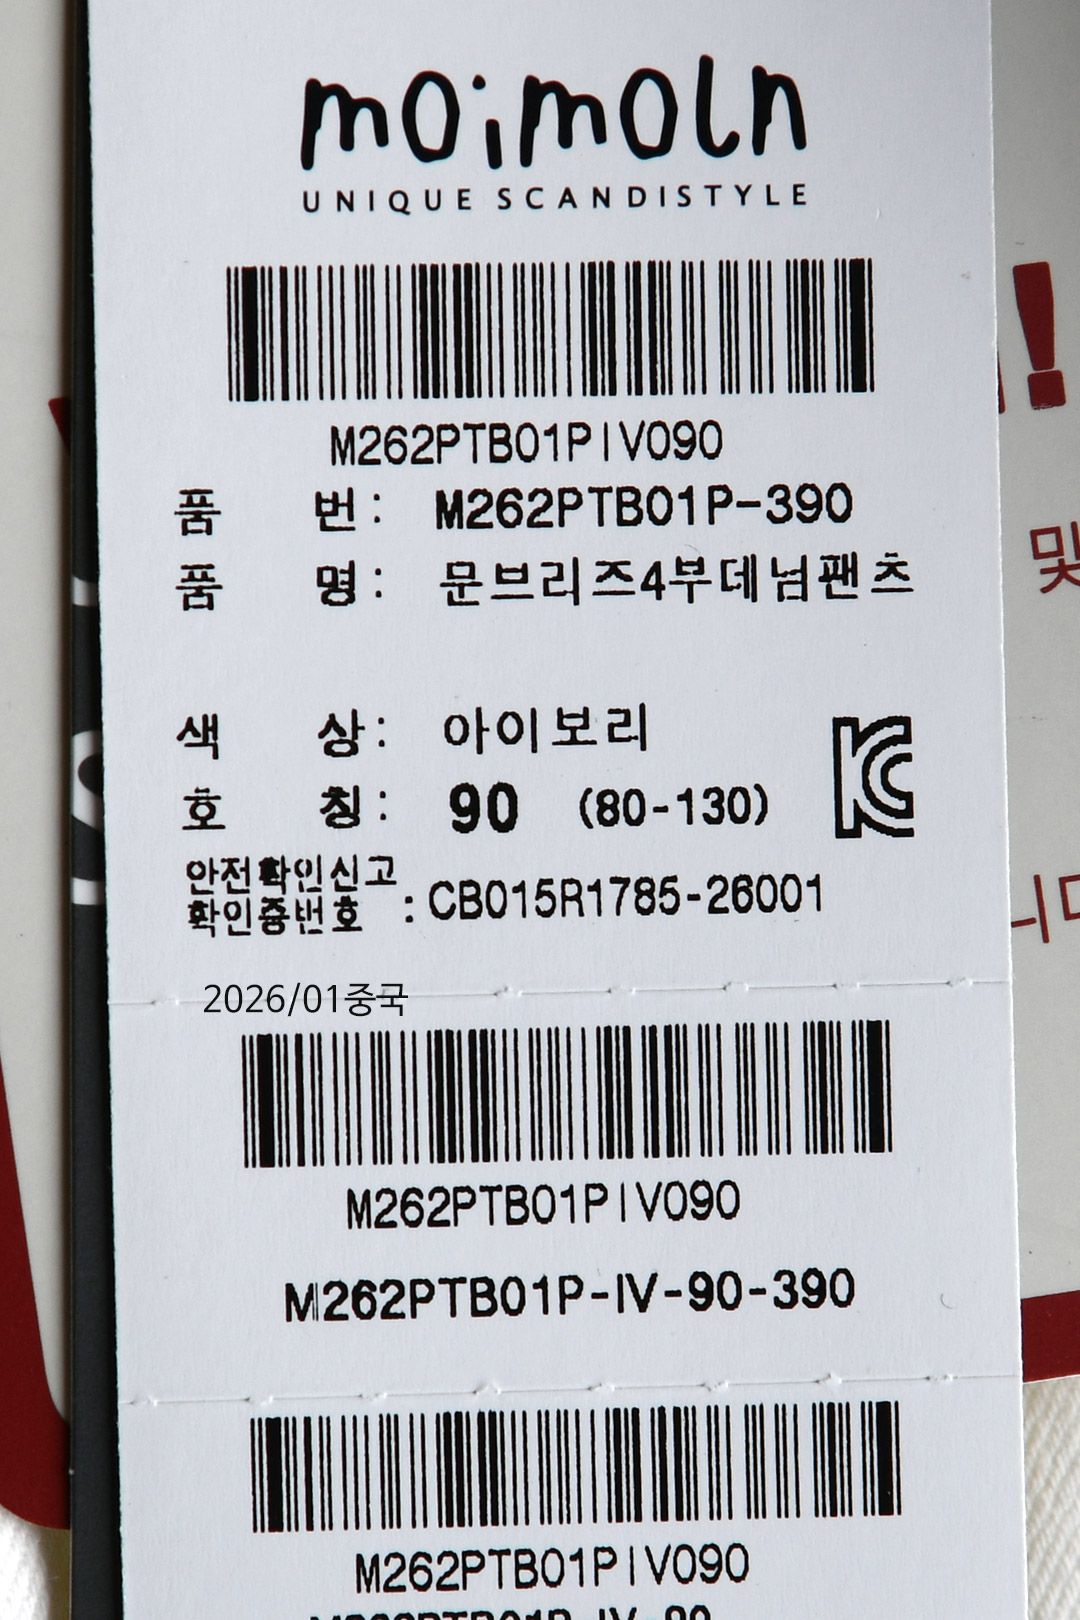 moimoln
UNIQUE SCANDISTYLE
M262PTB01PIV090
품 번 : M262PTB01P-390
품 명 : 문브리즈4부데님팬츠
색 상 : 아이보리
호 칭 : 90 (80-130)
안전확인신고
확인증번호 : CB015R1785-26001
2026/01중국
M262PTB01PIV090
M262PTB01P-IV-90-390
M262PTB01PIV090